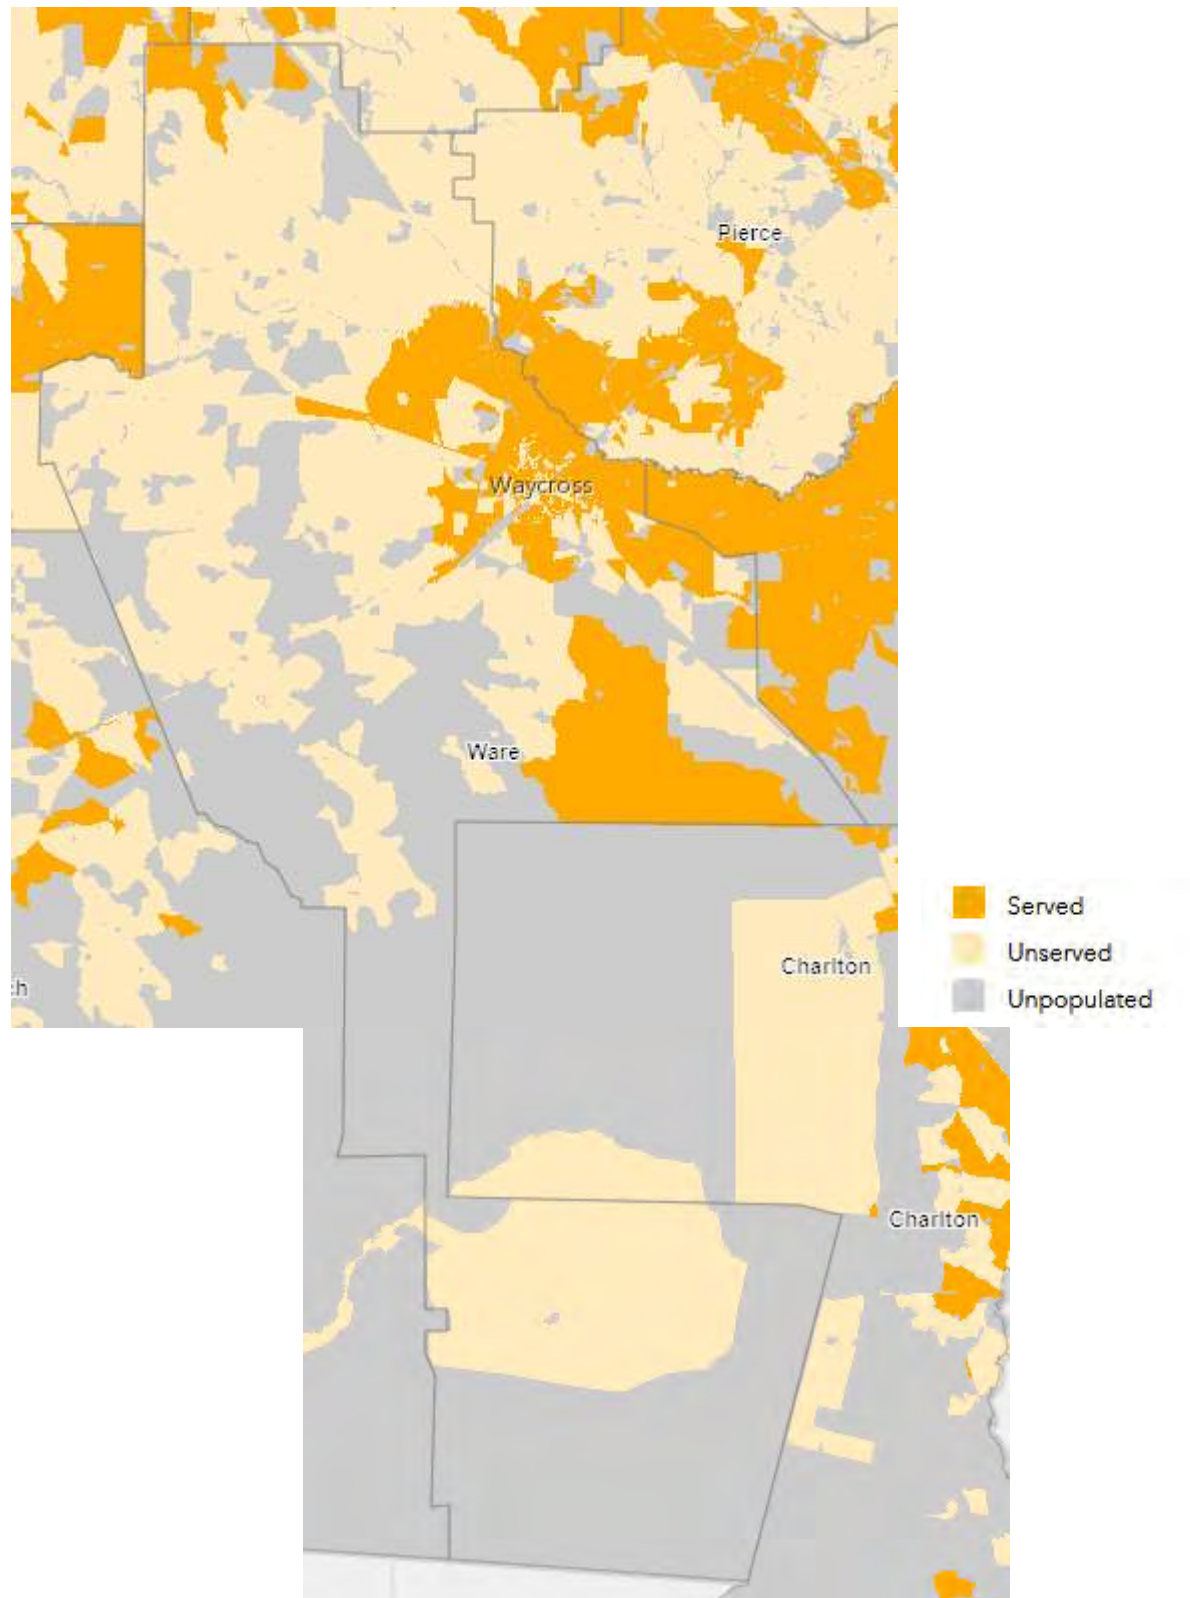 Pierce
Waycross
Ware
Served
Unserved
Charlton
Unpopulated
:h
Charlton